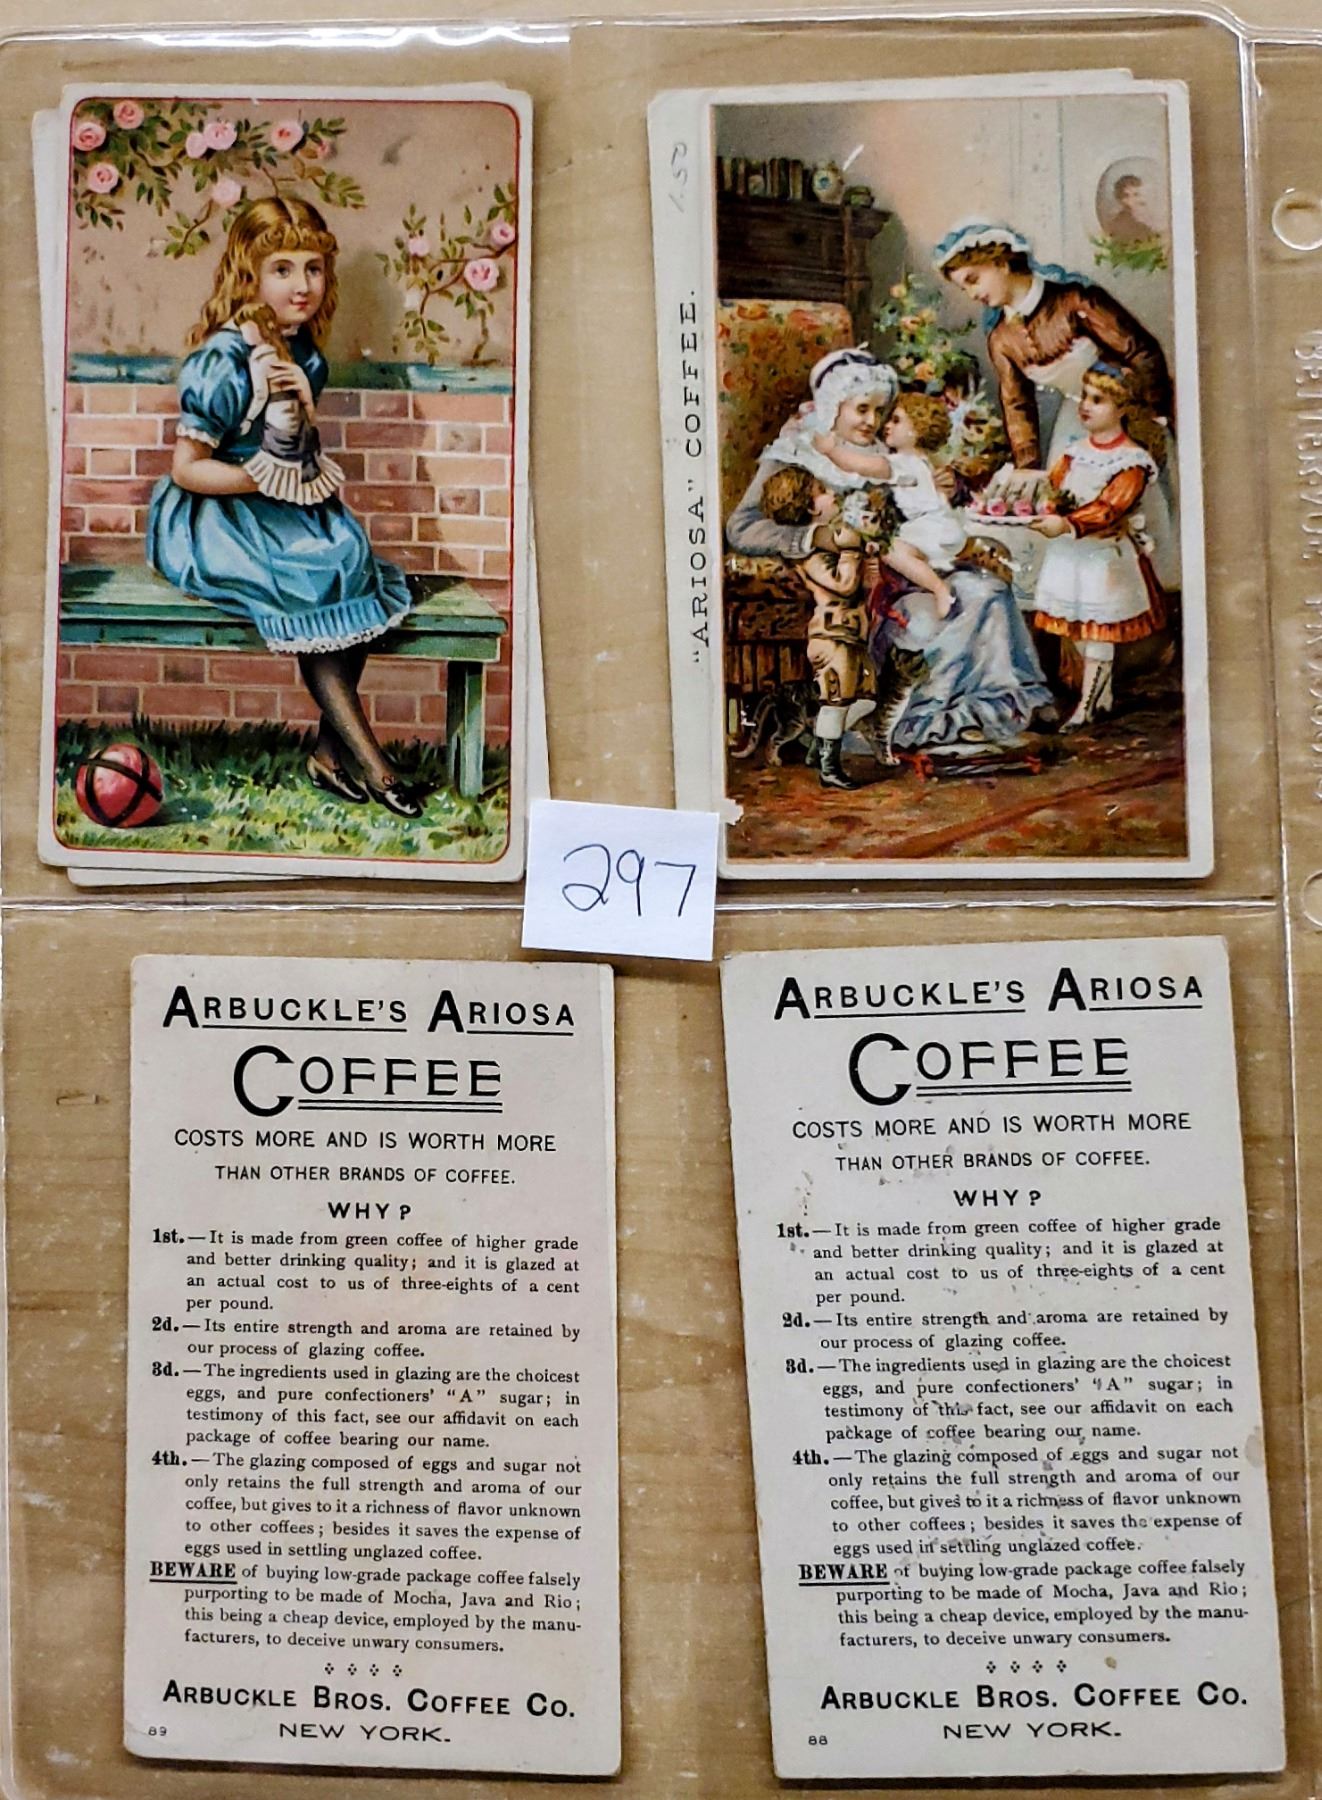 1.50
"ARIOSA" COFFEE.
297
ARBUCKLE'S ARIOSA
COFFEE
COSTS MORE AND IS WORTH MORE
THAN OTHER BRANDS OF COFFEE.
WHY?
1st.—It is made from green coffee of higher grade
and better drinking quality; and it is glazed at
an actual cost to us of three-eights of a cent
per pound.
2d.—Its entire strength and aroma are retained by
our process of glazing coffee.
3d.—The ingredients used in glazing are the choicest
eggs, and pure confectioners' "A" sugar; in
testimony of this fact, see our affidavit on each
package of coffee bearing our name.
4th.—The glazing composed of eggs and sugar not
only retains the full strength and aroma of our
coffee, but gives to it a richness of flavor unknown
to other coffees; besides it saves the expense of
eggs used in settling unglazed coffee.
BEWARE of buying low-grade package coffee falsely
purporting to be made of Mocha, Java and Rio;
this being a cheap device, employed by the manu-
facturers, to deceive unwary consumers.
ARBUCKLE BROS. COFFEE CO.
89 NEW YORK.
ARBUCKLE'S ARIOSA
COFFEE
COSTS MORE AND IS WORTH MORE
THAN OTHER BRANDS OF COFFEE.
WHY?
1st.—It is made from green coffee of higher grade
and better drinking quality; and it is glazed at
an actual cost to us of three-eights of a cent
per pound.
2d.—Its entire strength and aroma are retained by
our process of glazing coffee.
3d.—The ingredients used in glazing are the choicest
eggs, and pure confectioners' "A" sugar; in
testimony of this fact, see our affidavit on each
package of coffee bearing our name.
4th.—The glazing composed of eggs and sugar not
only retains the full strength and aroma of our
coffee, but gives to it a richness of flavor unknown
to other coffees; besides it saves the expense of
eggs used in settling unglazed coffee.
BEWARE of buying low-grade package coffee falsely
purporting to be made of Mocha, Java and Rio;
this being a cheap device, employed by the manu-
facturers, to deceive unwary consumers.
ARBUCKLE BROS. COFFEE CO.
88 NEW YORK.